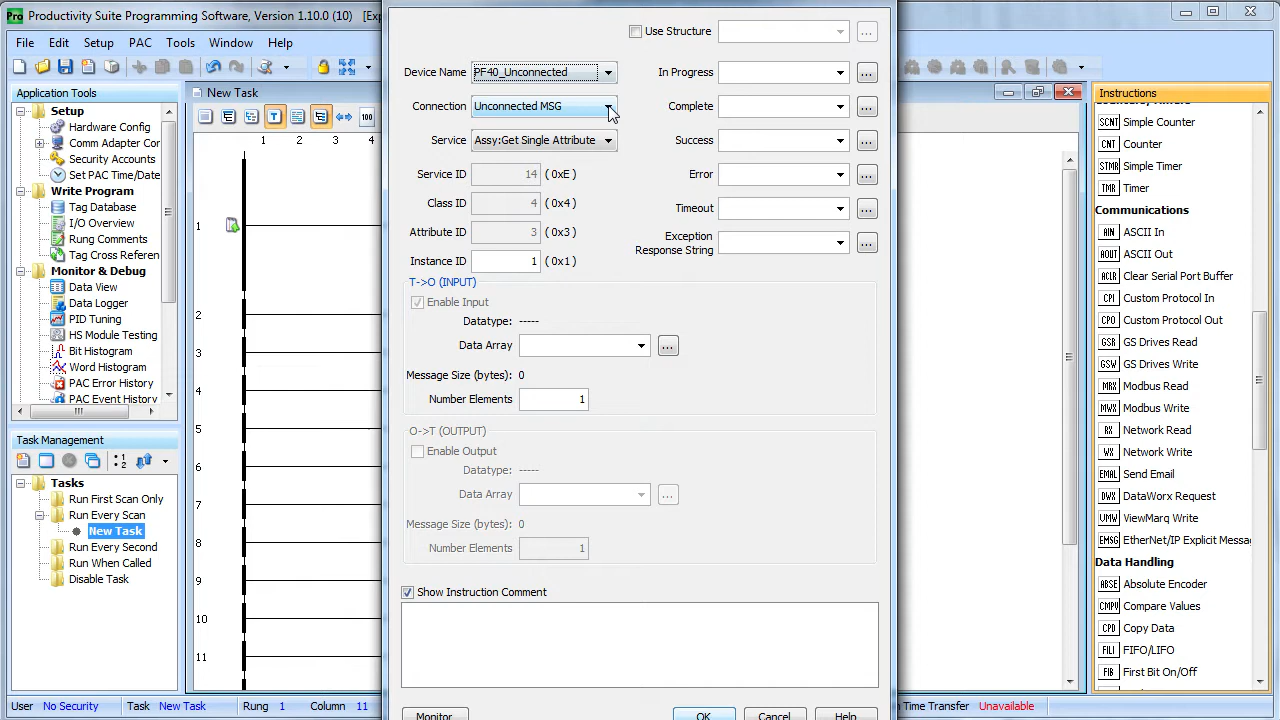 Pro Productivity Suite Programming Software, Version 1.10.0 (10)
File Edit Setup PAC Tools Window Help
Application Tools
Setup
Hardware Config
Comm Adapter Cor
Security Accounts
Set PAC Time/Date
Write Program
Tag Database
I/O Overview
Rung Comments
Tag Cross Referen
Monitor & Debug
Data View
Data Logger
PID Tuning
HS Module Testing
Bit Histogram
Word Histogram
PAC Error History
PAC Event History
Task Management
1
2
Tasks
Run First Scan Only
Run Every Scan
New Task
Run Every Second
Run When Called
Disable Task
New Task
T
100
1 2 3 4
1
2
3
4
5
6
7
8
9
10
11
Use Structure
...
Device Name PF40_Unconnected
Connection Unconnected MSG
Service Assy:Get Single Attribute
Service ID 14 ( 0xE )
Class ID 4 ( 0x4 )
Attribute ID 3 ( 0x3 )
Instance ID 1 ( 0x1 )
In Progress ...
Complete ...
Success ...
Error ...
Timeout ...
Exception
Response String ...
T->O (INPUT)
Enable Input
Datatype: -----
Data Array ...
Message Size (bytes): 0
Number Elements 1
O->T (OUTPUT)
Enable Output
Datatype: -----
Data Array ...
Message Size (bytes): 0
Number Elements 1
Show Instruction Comment
Monitor OK Cancel Help
Instructions
SCNT Simple Counter
CNT Counter
STMR Simple Timer
TMR Timer
Communications
AIN ASCII In
AOUT ASCII Out
CLR Clear Serial Port Buffer
CPI Custom Protocol In
CPO Custom Protocol Out
GSR GS Drives Read
GSW GS Drives Write
MRX Modbus Read
MWX Modbus Write
RX Network Read
WX Network Write
EMAL Send Email
DWX DataWorx Request
VMW ViewMarq Write
EMSG EtherNet/IP Explicit Messa
Data Handling
ABSE Absolute Encoder
CMPV Compare Values
CPD Copy Data
FILI FIFO/LIFO
FIB First Bit On/Off
User No Security Task New Task Rung 1 Column 11
n Time Transfer Unavailable